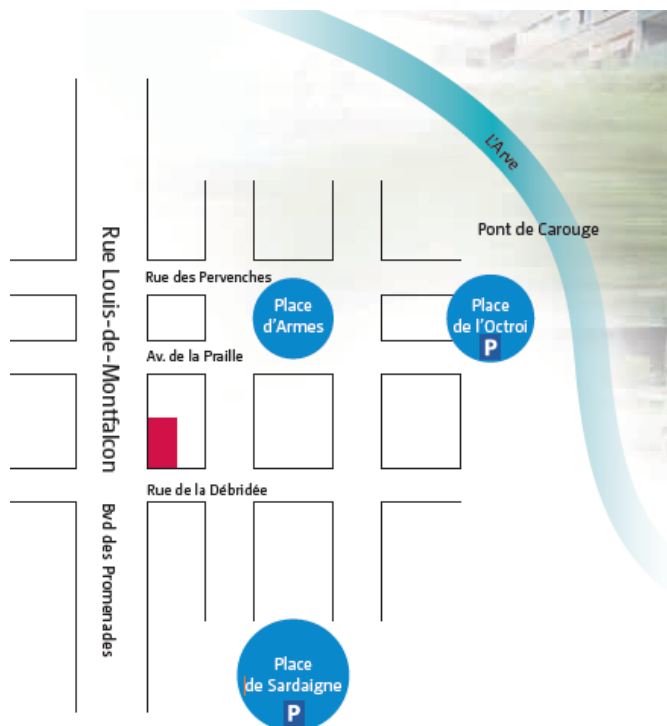 L'Arve
Pont de Carouge
Rue Louis-de-Montfalcon
Rue des Pervenches
Place
d'Armes
Place
de l'Octroi
P
Av. de la Praille
Rue de la Débridée
Bvd des Promenades
Place
de Sardaigne
P